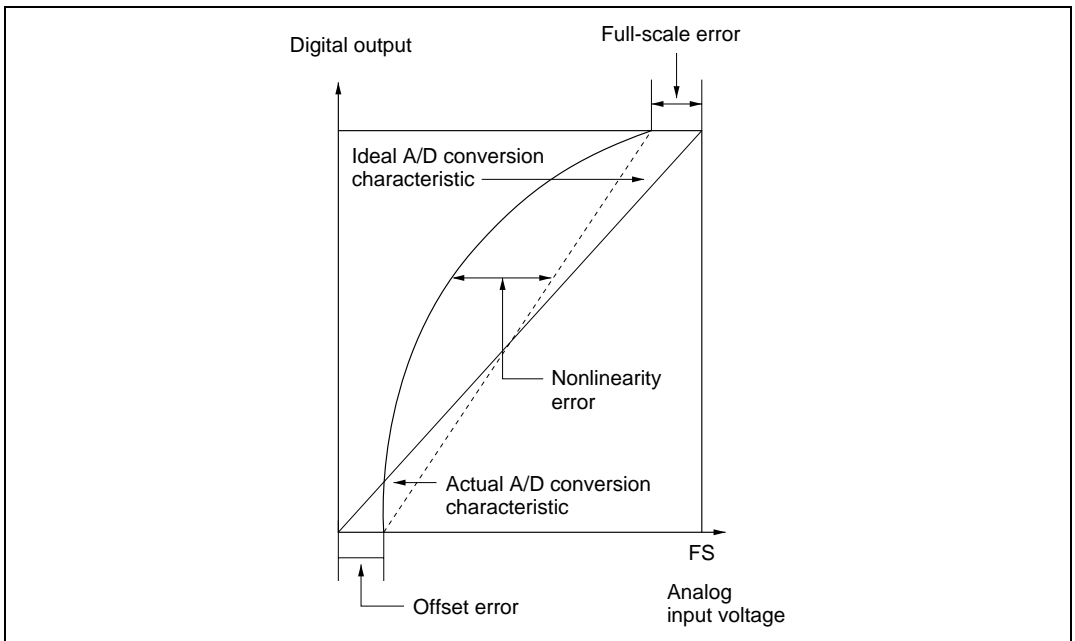 Full-scale error
Digital output
Ideal A/D conversion
characteristic
Nonlinearity
error
Actual A/D conversion
characteristic
FS
Offset error
Analog
input voltage